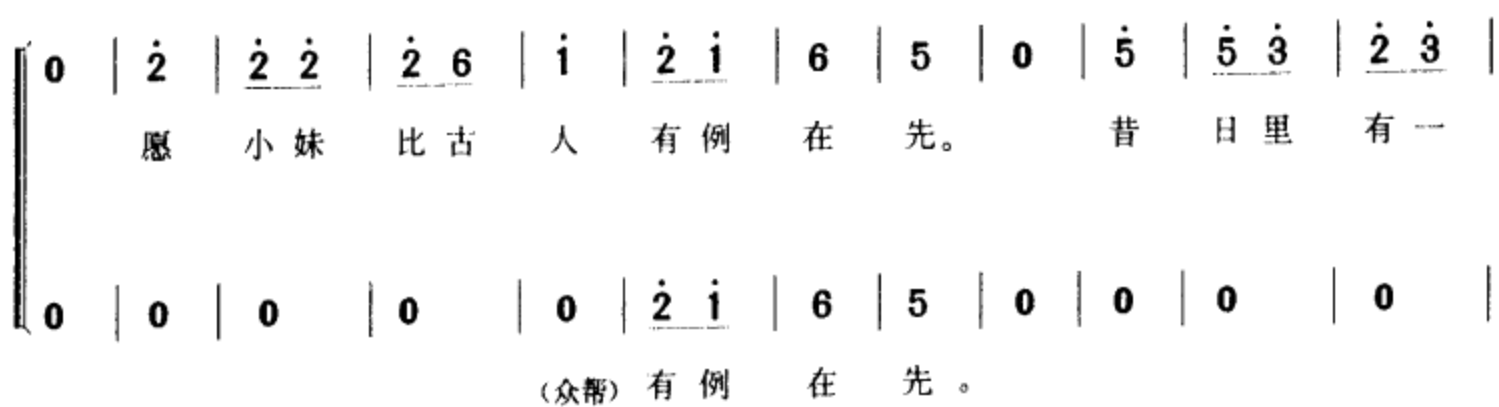 0 | 2̇ | 2̇ 2̇ | 2̇ 6 | 1̇ | 2̇ 1̇ | 6 | 5 | 0 | 5̇ | 5̇ 3̇ | 2̇ 3̇ |
愿 小 妹 比 古 人 有 例 在 先。 昔 日 里 有 一
0 | 0 | 0 | 0 | 0 | 2̇ 1̇ | 6 | 5 | 0 | 0 | 0 | 0 |
(众帮) 有 例 在 先。